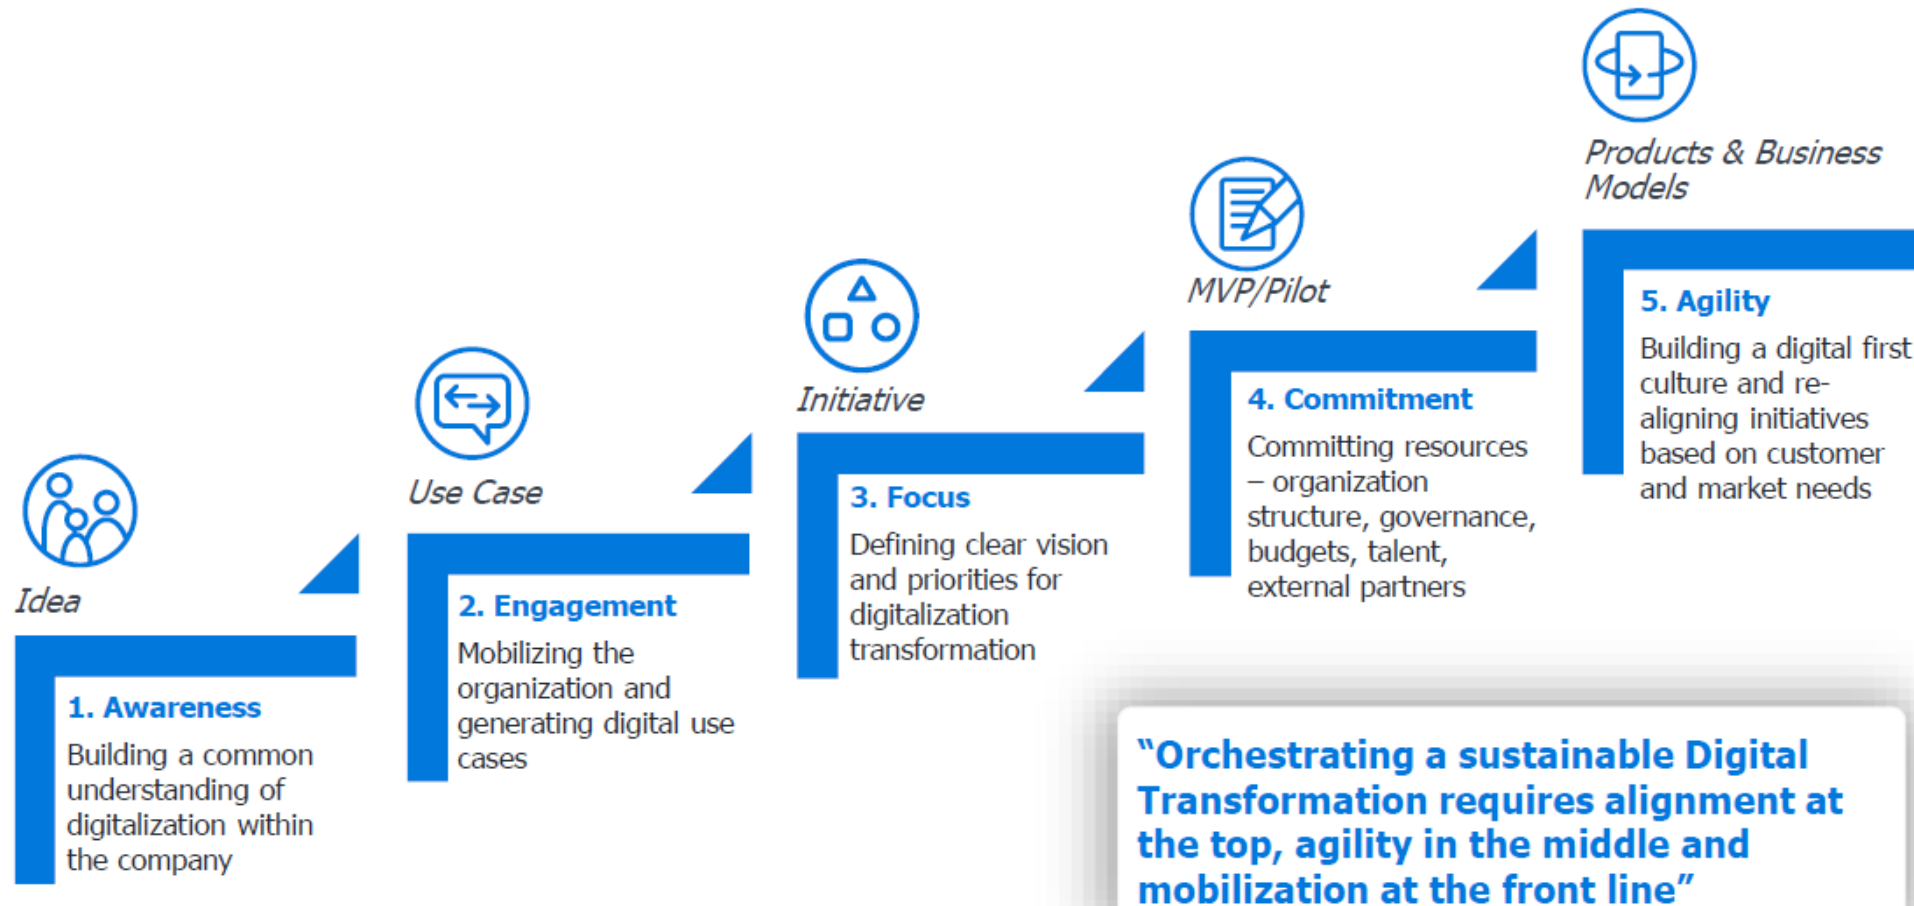 Idea
1. Awareness
Building a common
understanding of
digitalization within
the company
Use Case
2. Engagement
Mobilizing the
organization and
generating digital use
cases
Initiative
3. Focus
Defining clear vision
and priorities for
digitalization
transformation
MVP/Pilot
4. Commitment
Committing resources
– organization
structure, governance,
budgets, talent,
external partners
Products & Business
Models
5. Agility
Building a digital first
culture and re-
aligning initiatives
based on customer
and market needs
“Orchestrating a sustainable Digital
Transformation requires alignment at
the top, agility in the middle and
mobilization at the front line”